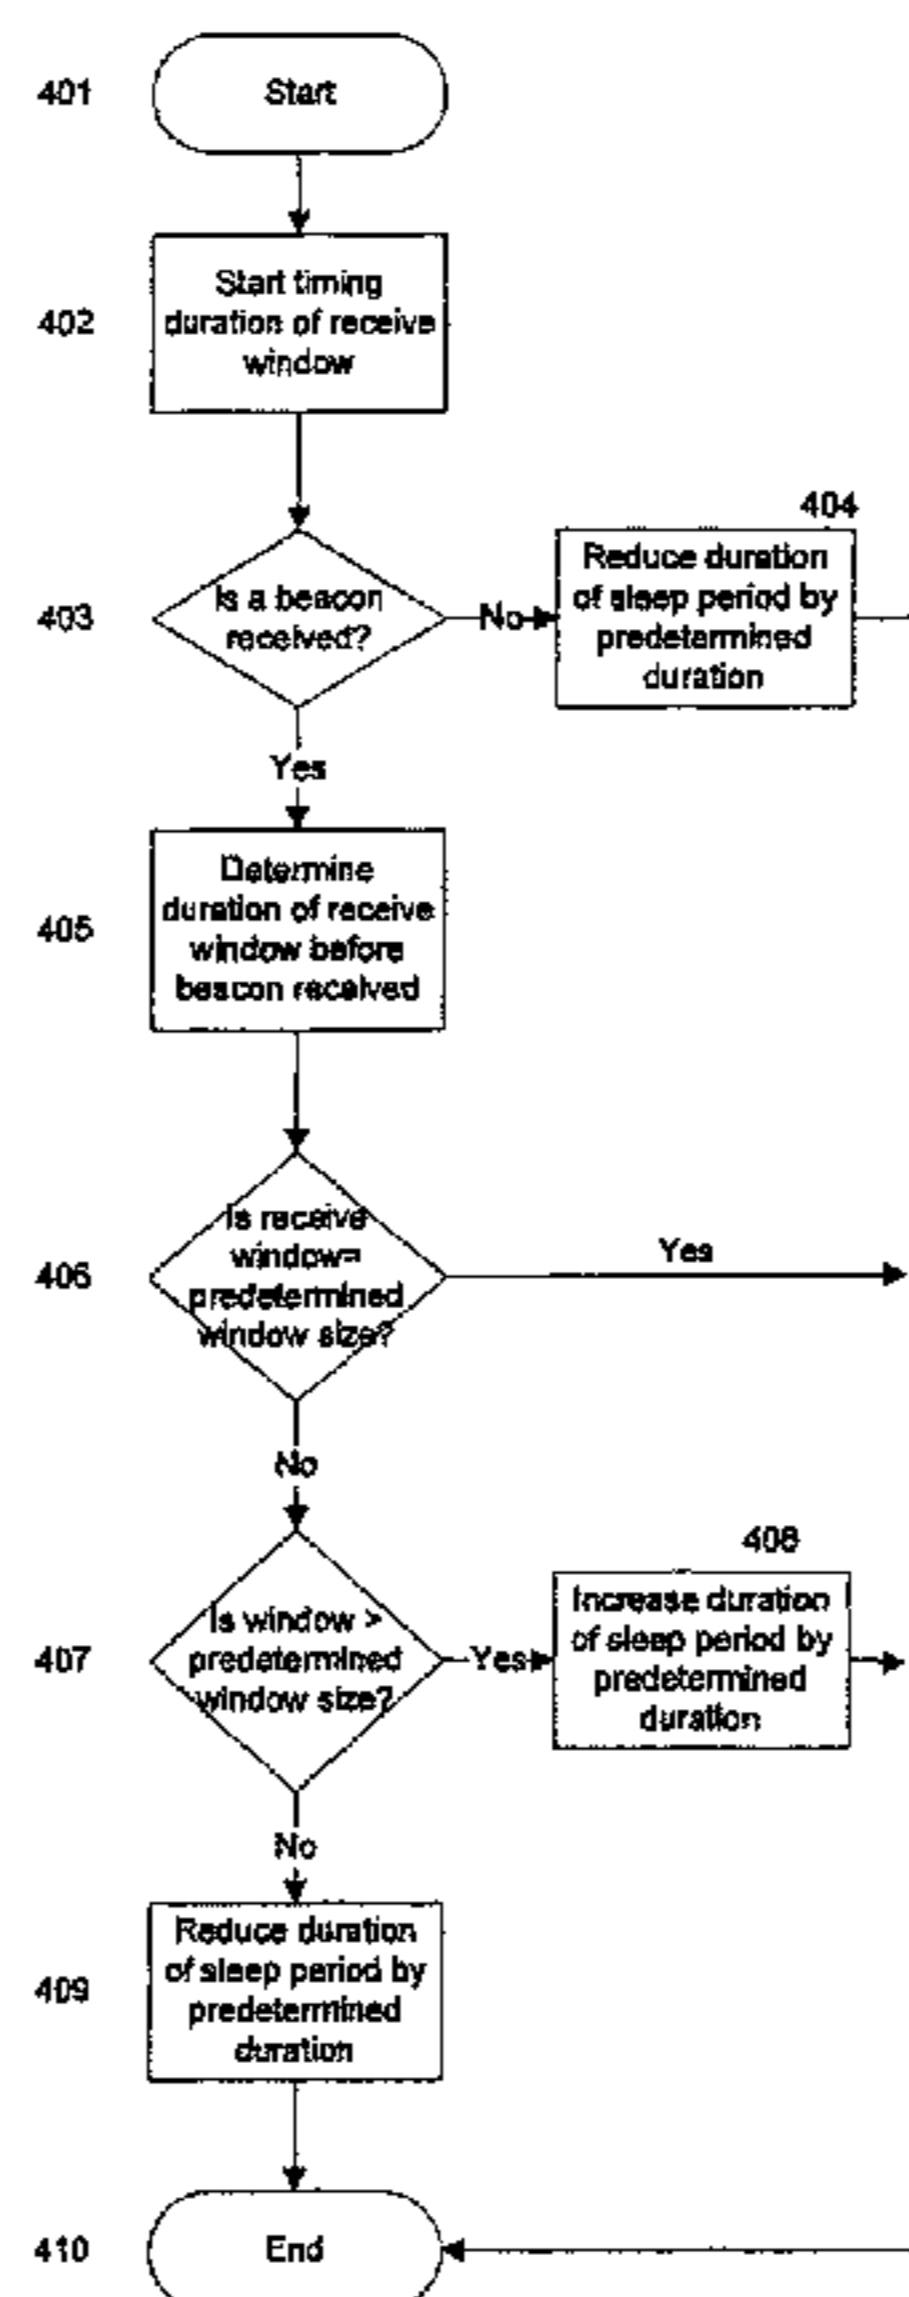 401
Start
402
Start timing
duration of receive
window
404
403
Is a beacon
received?
No
Reduce duration
of sleep period by
predetermined
duration
Yes
405
Determine
duration of receive
window before
beacon received
406
Is receive
window=
predetermined
window size?
Yes
No
408
407
Is window >
predetermined
window size?
Yes
Increase duration
of sleep period by
predetermined
duration
No
409
Reduce duration
of sleep period by
predetermined
duration
410
End